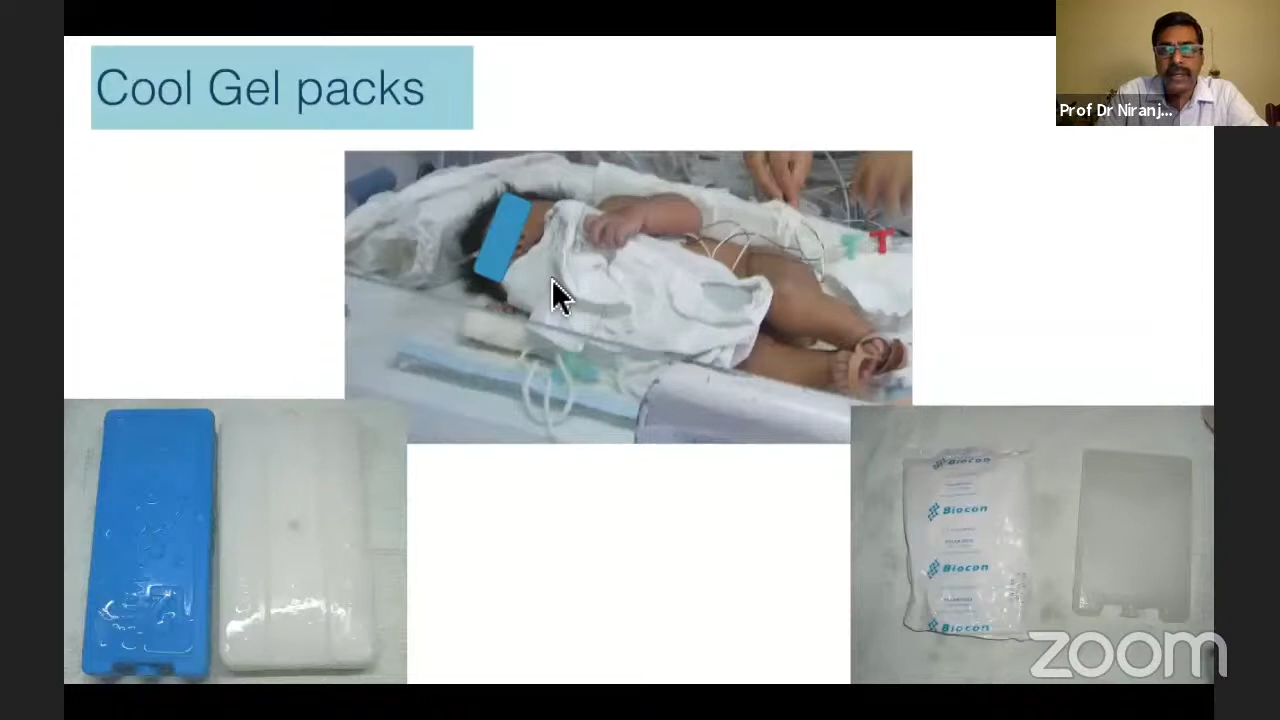 Cool Gel packs
Prof Dr Niranj...
Biocon
Biocon
Biocon
Biocon
zoom